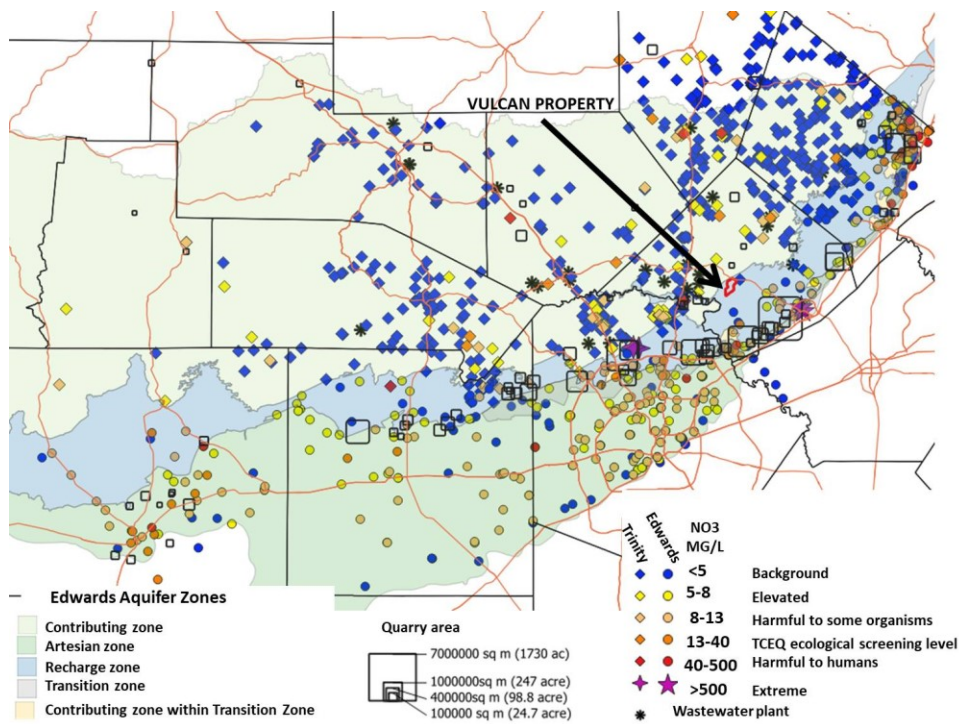 VULCAN PROPERTY
Trinity
Edwards
NO3
MG/L
<5 Background
5-8 Elevated
8-13 Harmful to some organisms
13-40 TCEQ ecological screening level
40-500 Harmful to humans
>500 Extreme
Wastewater plant
Edwards Aquifer Zones
Contributing zone
Artesian zone
Recharge zone
Transition zone
Contributing zone within Transition Zone
Quarry area
7000000 sq m (1730 ac)
1000000sq m (247 acre)
400000sq m (98.8 acre)
100000 sq m (24.7 acre)